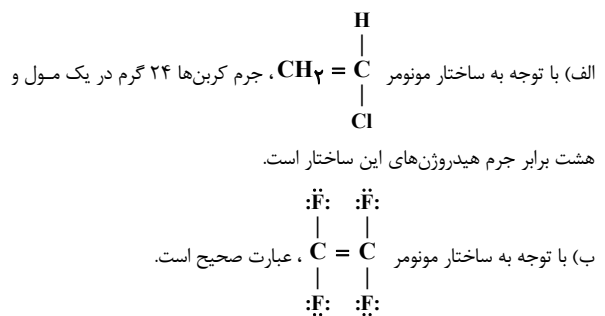 H
|
الف) با توجه به ساختار مونومر CH۲ = C ، جرم کربن‌ها ۲۴ گرم در یک مـول و
|
Cl
هشت برابر جرم هیدروژن‌های این ساختار است.
:F̈: :F̈:
| |
ب) با توجه به ساختار مونومر C = C ، عبارت صحیح است.
| |
:F̤: :F̤: